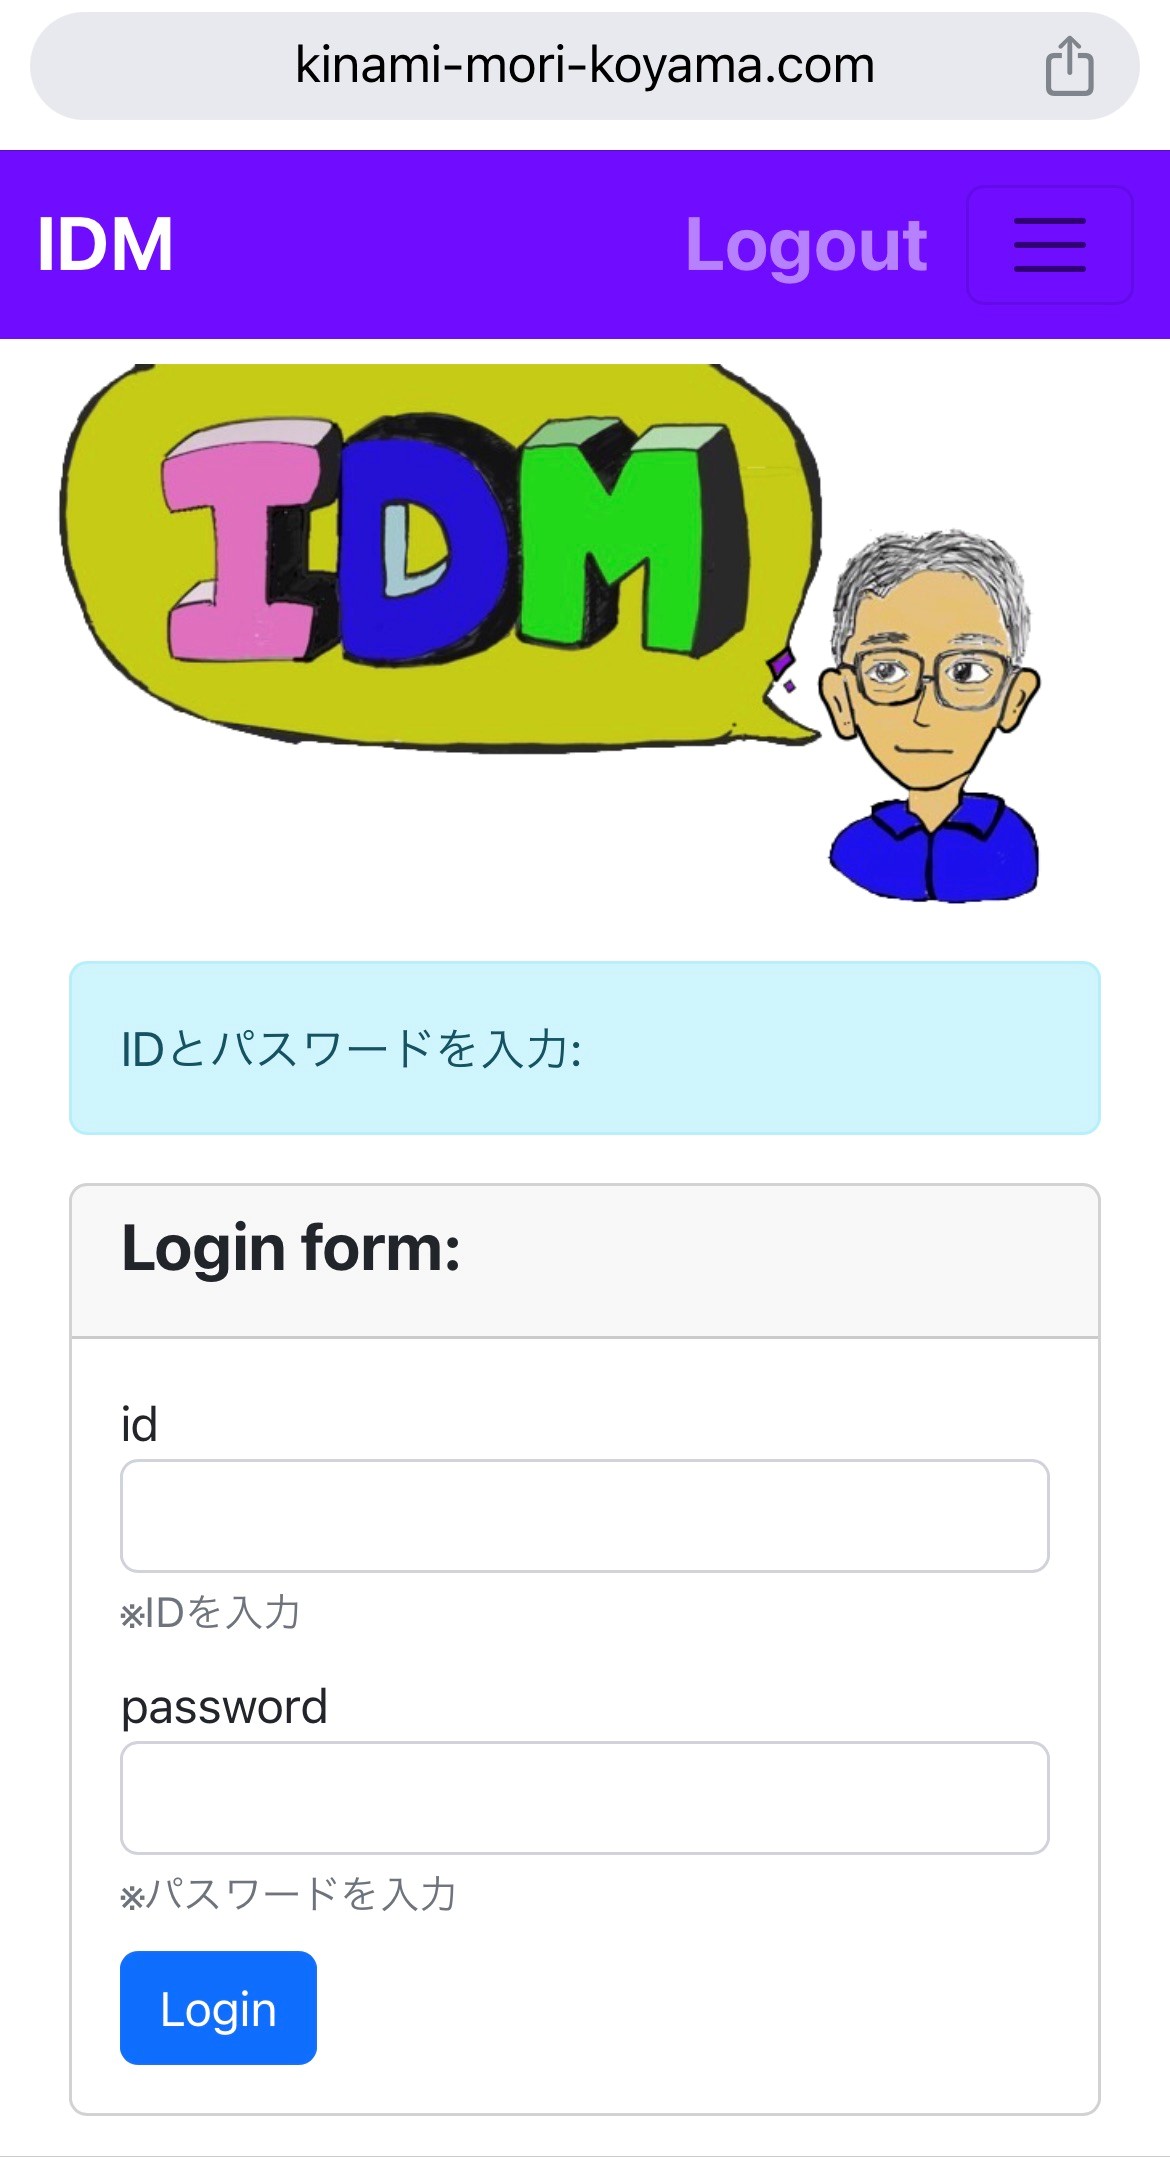 kinami-mori-koyama.com
IDM
Logout
IDM
IDとパスワードを入力:
Login form:
id
※IDを入力
password
※パスワードを入力
Login